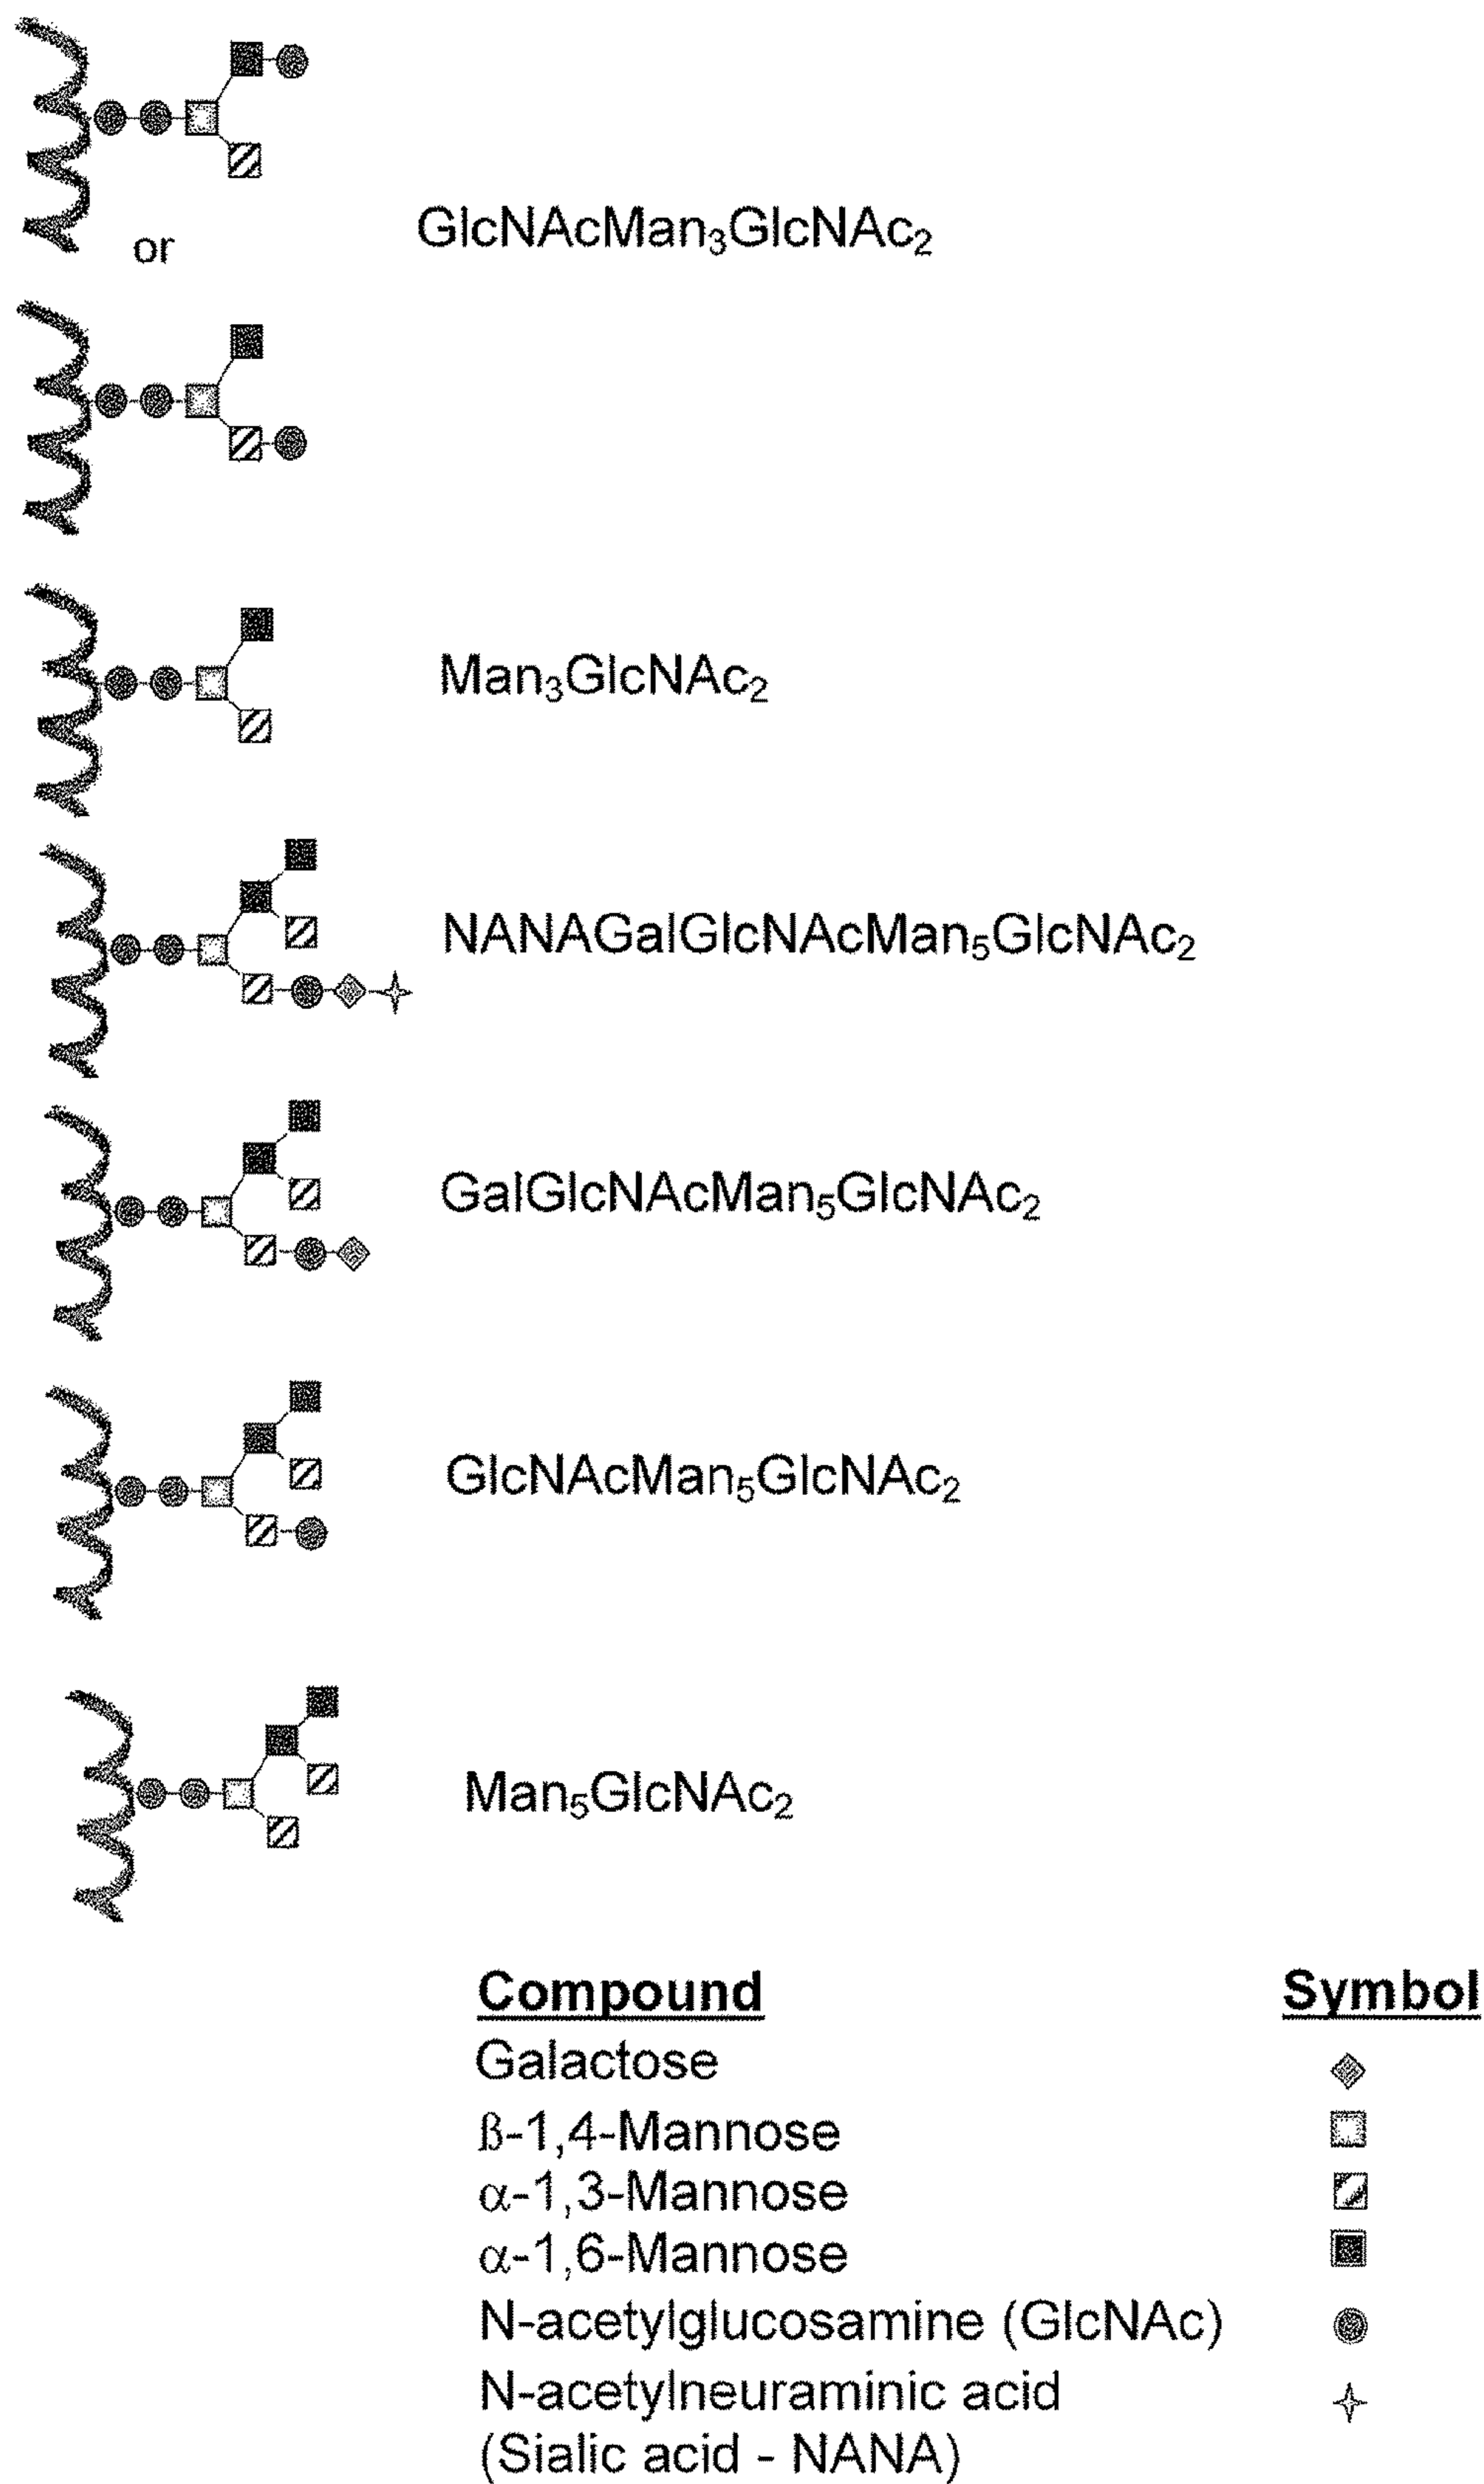 or
GlcNAcMan₃GlcNAc₂
Man₃GlcNAc₂
NANAGalGlcNAcMan₅GlcNAc₂
GalGlcNAcMan₅GlcNAc₂
GlcNAcMan₅GlcNAc₂
Man₅GlcNAc₂
Compound Symbol
Galactose
ß-1,4-Mannose
α-1,3-Mannose
α-1,6-Mannose
N-acetylglucosamine (GlcNAc)
N-acetylneuraminic acid
(Sialic acid - NANA)